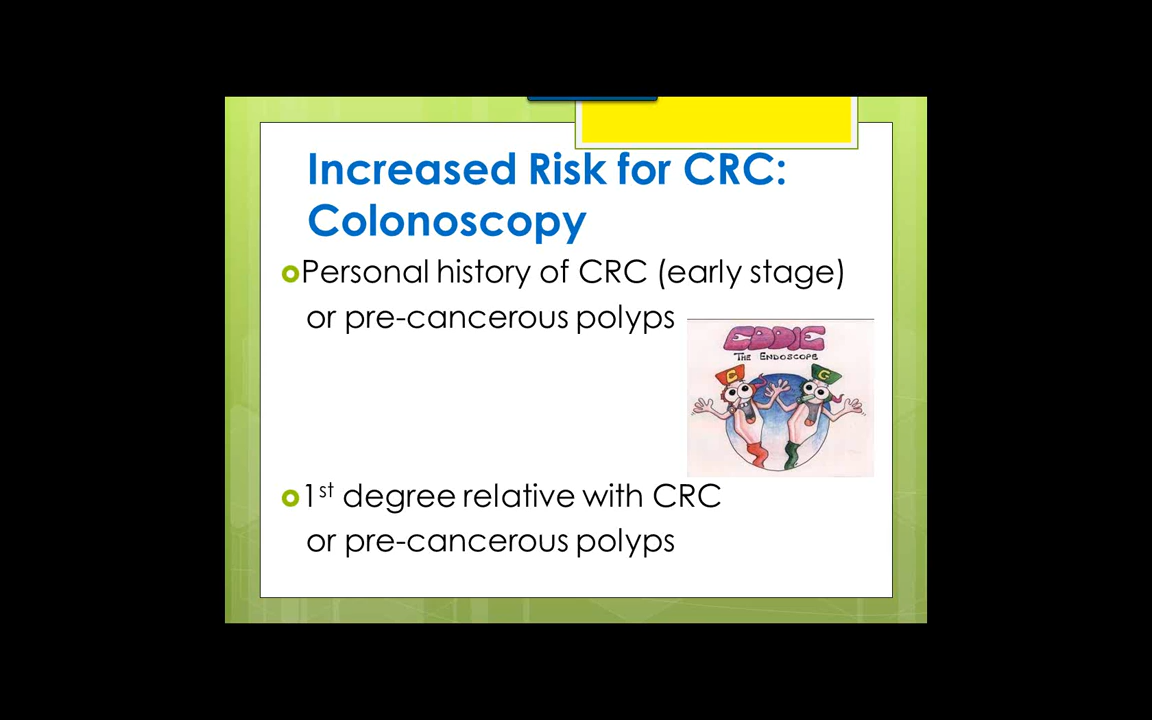 Increased Risk for CRC:
Colonoscopy
Personal history of CRC (early stage)
or pre-cancerous polyps
EDDIE
THE ENDOSCOPE
C
G
1st degree relative with CRC
or pre-cancerous polyps